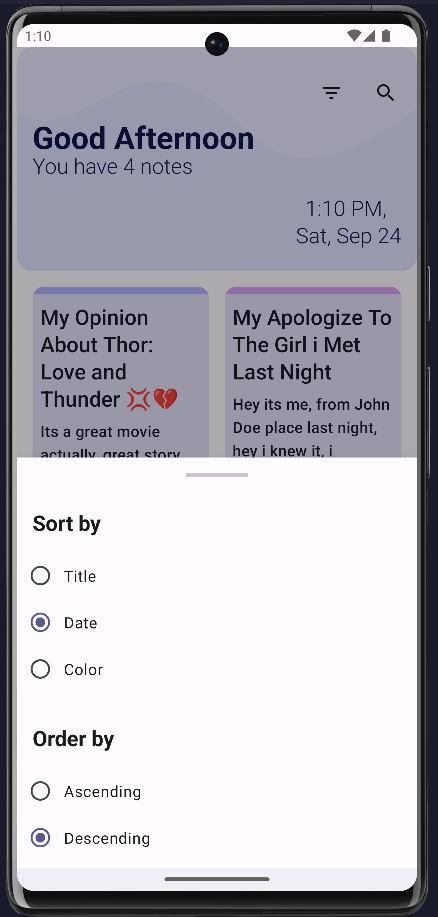 1:10
Good Afternoon
You have 4 notes
1:10 PM,
Sat, Sep 24
My Opinion
About Thor:
Love and
Thunder 💢💔
Its a great movie
actually, great story
My Apologize To
The Girl i Met
Last Night
Hey its me, from John
Doe place last night,
hey i knew it, i
Sort by
Title
Date
Color
Order by
Ascending
Descending